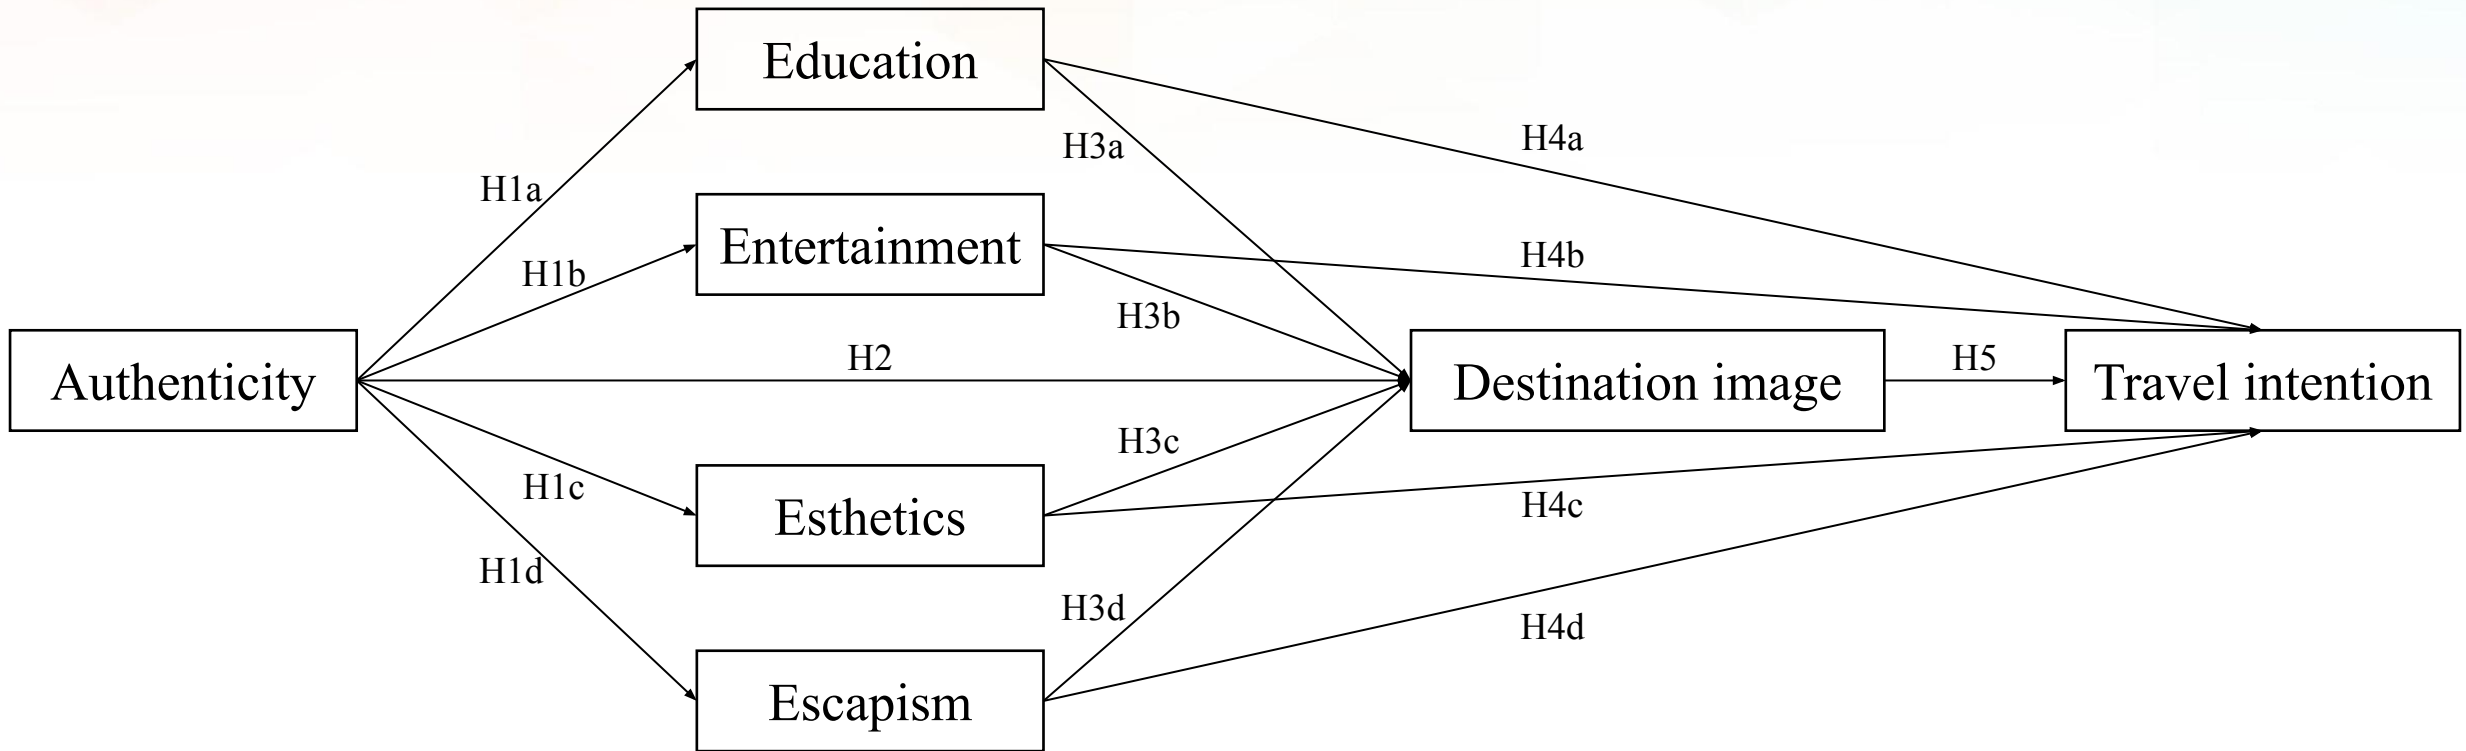 Education
H3a
H4a
H1a
Entertainment
H4b
H1b
H3b
H2
Authenticity
Destination image
H5
Travel intention
H3c
H1c
Esthetics
H4c
H1d
H3d
H4d
Escapism